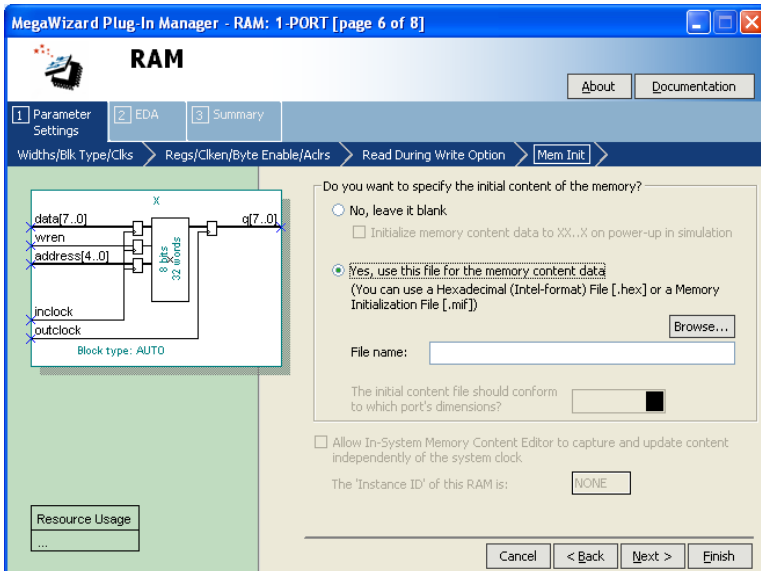 MegaWizard Plug-In Manager - RAM: 1-PORT [page 6 of 8]
RAM
About
Documentation
1 Parameter Settings
2 EDA
3 Summary
Widths/Blk Type/Clks
Regs/Clken/Byte Enable/Aclrs
Read During Write Option
Mem Init
X
data[7..0]
wren
address[4..0]
inclock
outclock
q[7..0]
8 bits
x
32 words
Block type: AUTO
Resource Usage
...
Do you want to specify the initial content of the memory?
No, leave it blank
Initialize memory content data to XX..X on power-up in simulation
Yes, use this file for the memory content data
(You can use a Hexadecimal (Intel-format) File [.hex] or a Memory
Initialization File [.mif])
Browse...
File name:
The initial content file should conform
to which port's dimensions?
Allow In-System Memory Content Editor to capture and update content
independently of the system clock
The 'Instance ID' of this RAM is:
NONE
Cancel
< Back
Next >
Finish